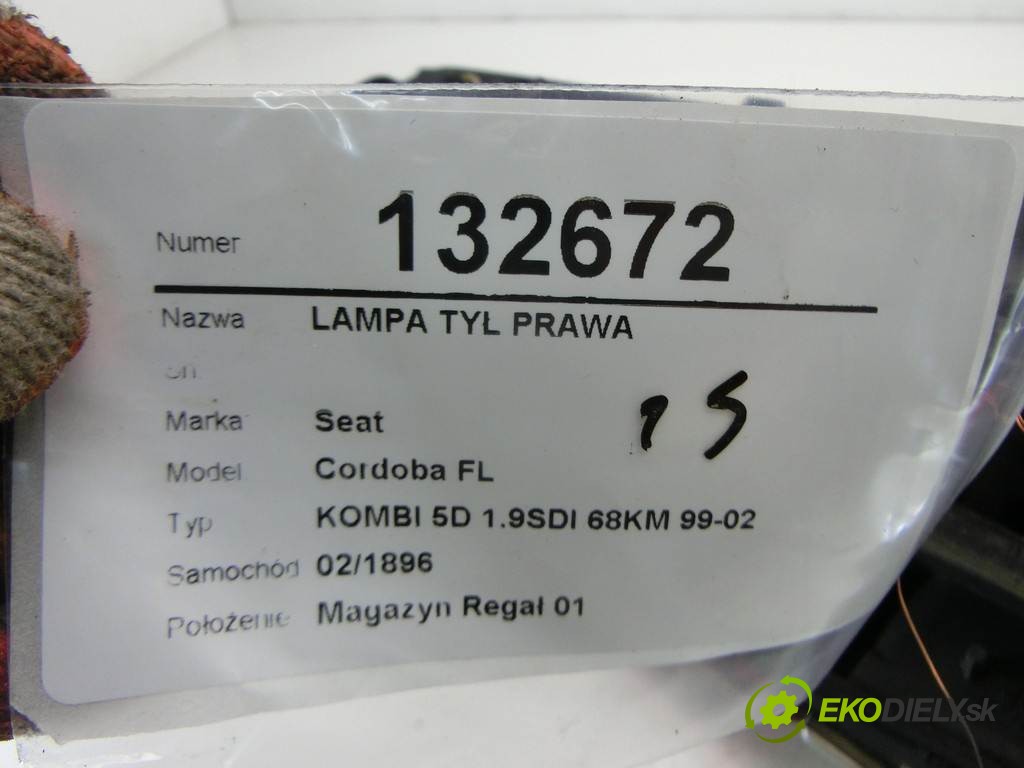 Numer 132672
Nazwa LAMPA TYL PRAWA
Marka Seat
Model Cordoba FL
Typ KOMBI 5D 1.9SDI 68KM 99-02
Samochód 02/1896
Położenie Magazyn Regał 01
EKODIELY.sk